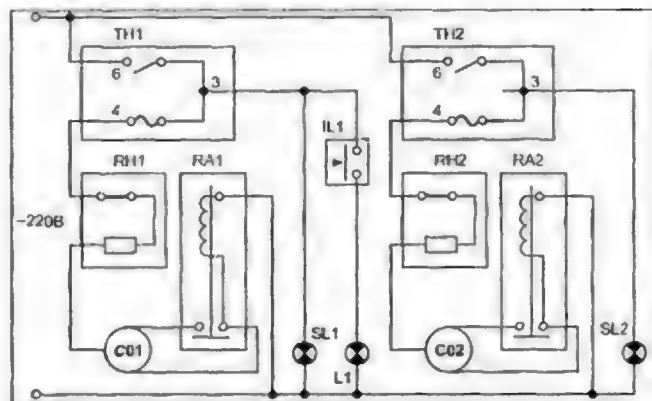 TH1
TH2
6
3
6
3
4
4
IL1
RH1
RA1
RH2
RA2
~220В
SL1
SL2
C01
C02
L1